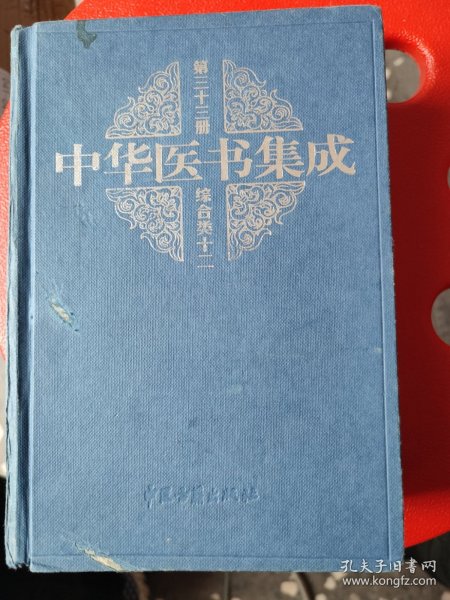 第三十三册
中华医书集成
综合类十二
中医古籍出版社
孔夫子旧书网
www.kongfz.com